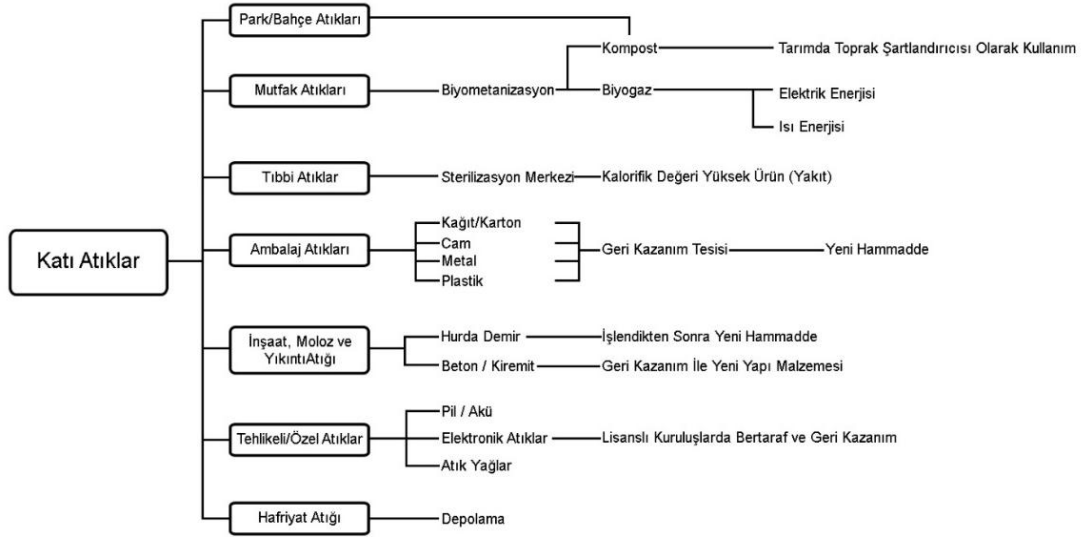 Park/Bahçe Atıkları
Kompost
Tarımda Toprak Şartlandırıcısı Olarak Kullanım
Mutfak Atıkları
Biyometanizasyon
Biyogaz
Elektrik Enerjisi
Isı Enerjisi
Tıbbi Atıklar
Sterilizasyon Merkezi
Kalorifik Değeri Yüksek Ürün (Yakıt)
Katı Atıklar
Ambalaj Atıkları
Kağıt/Karton
Cam
Metal
Plastik
Geri Kazanım Tesisi
Yeni Hammadde
İnşaat, Moloz ve
YıkıntıAtığı
Hurda Demir
İşlendikten Sonra Yeni Hammadde
Beton / Kiremit
Geri Kazanım İle Yeni Yapı Malzemesi
Tehlikeli/Özel Atıklar
Pil / Akü
Elektronik Atıklar
Lisanslı Kuruluşlarda Bertaraf ve Geri Kazanım
Atık Yağlar
Hafriyat Atığı
Depolama